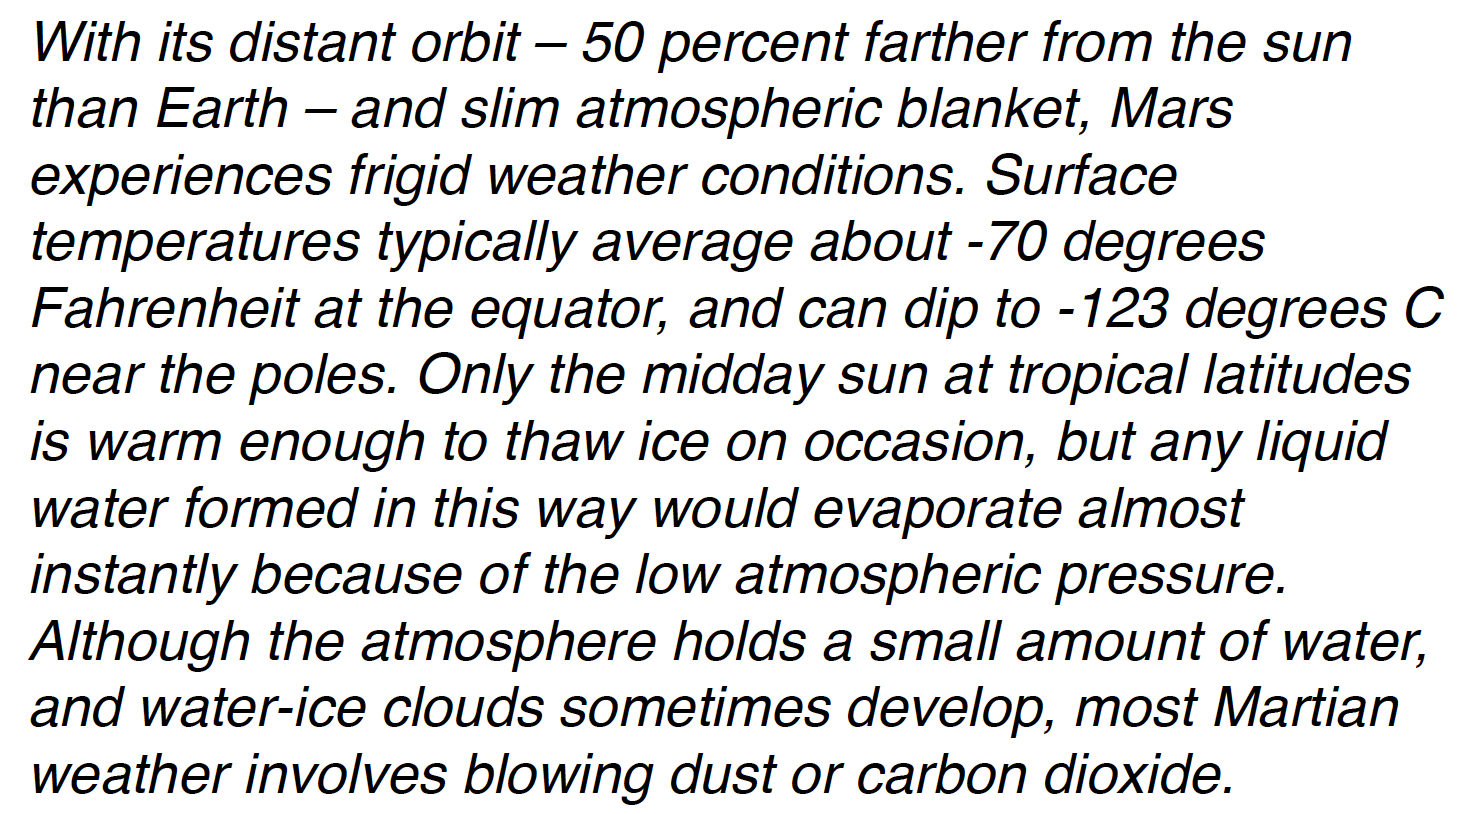 With its distant orbit – 50 percent farther from the sun
than Earth – and slim atmospheric blanket, Mars
experiences frigid weather conditions. Surface
temperatures typically average about -70 degrees
Fahrenheit at the equator, and can dip to -123 degrees C
near the poles. Only the midday sun at tropical latitudes
is warm enough to thaw ice on occasion, but any liquid
water formed in this way would evaporate almost
instantly because of the low atmospheric pressure.
Although the atmosphere holds a small amount of water,
and water-ice clouds sometimes develop, most Martian
weather involves blowing dust or carbon dioxide.